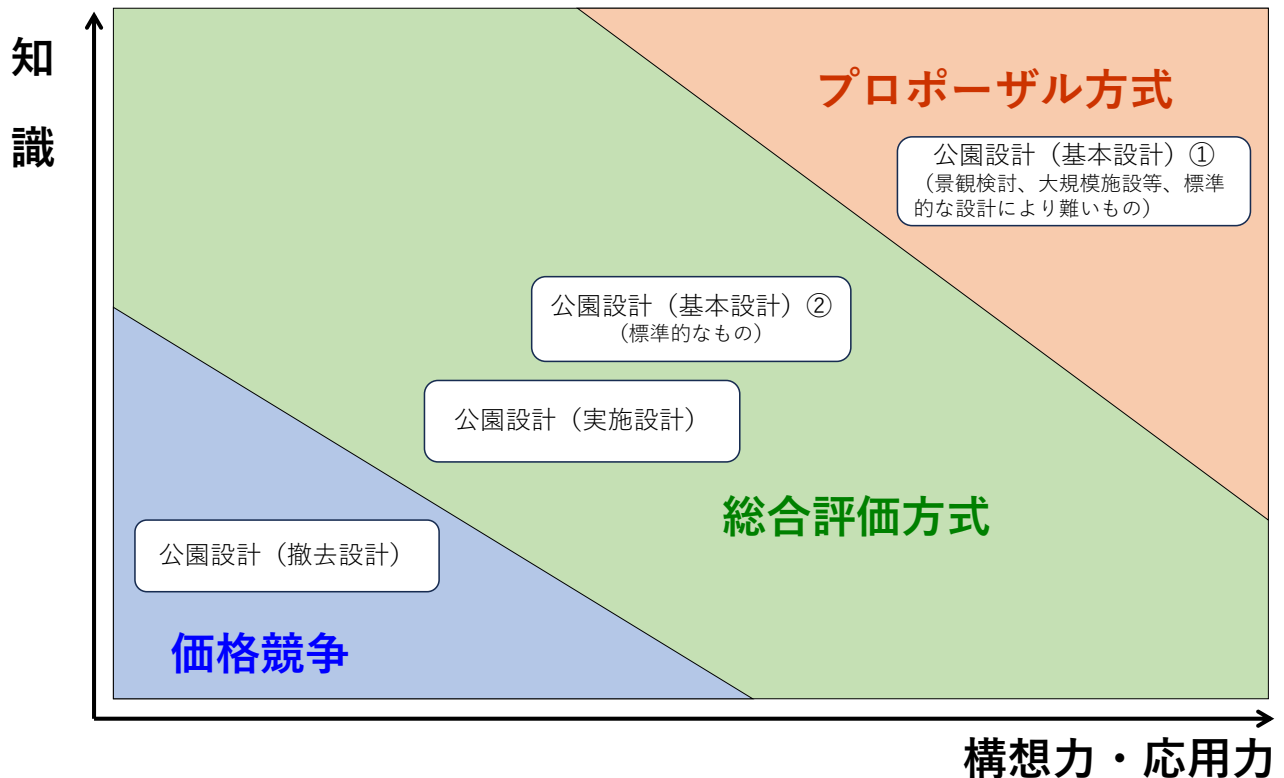 知
識
プロポーザル方式
公園設計（基本設計）①
（景観検討、大規模施設等、標準
的な設計により難いもの）
公園設計（基本設計）②
（標準的なもの）
公園設計（実施設計）
総合評価方式
公園設計（撤去設計）
価格競争
構想力・応用力